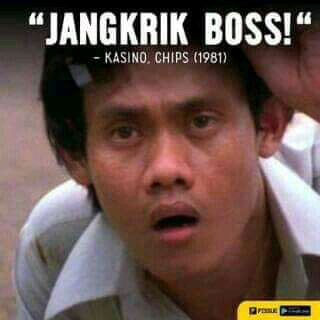 “JANGKRIK BOSS!“
– KASINO, CHIPS (1981)